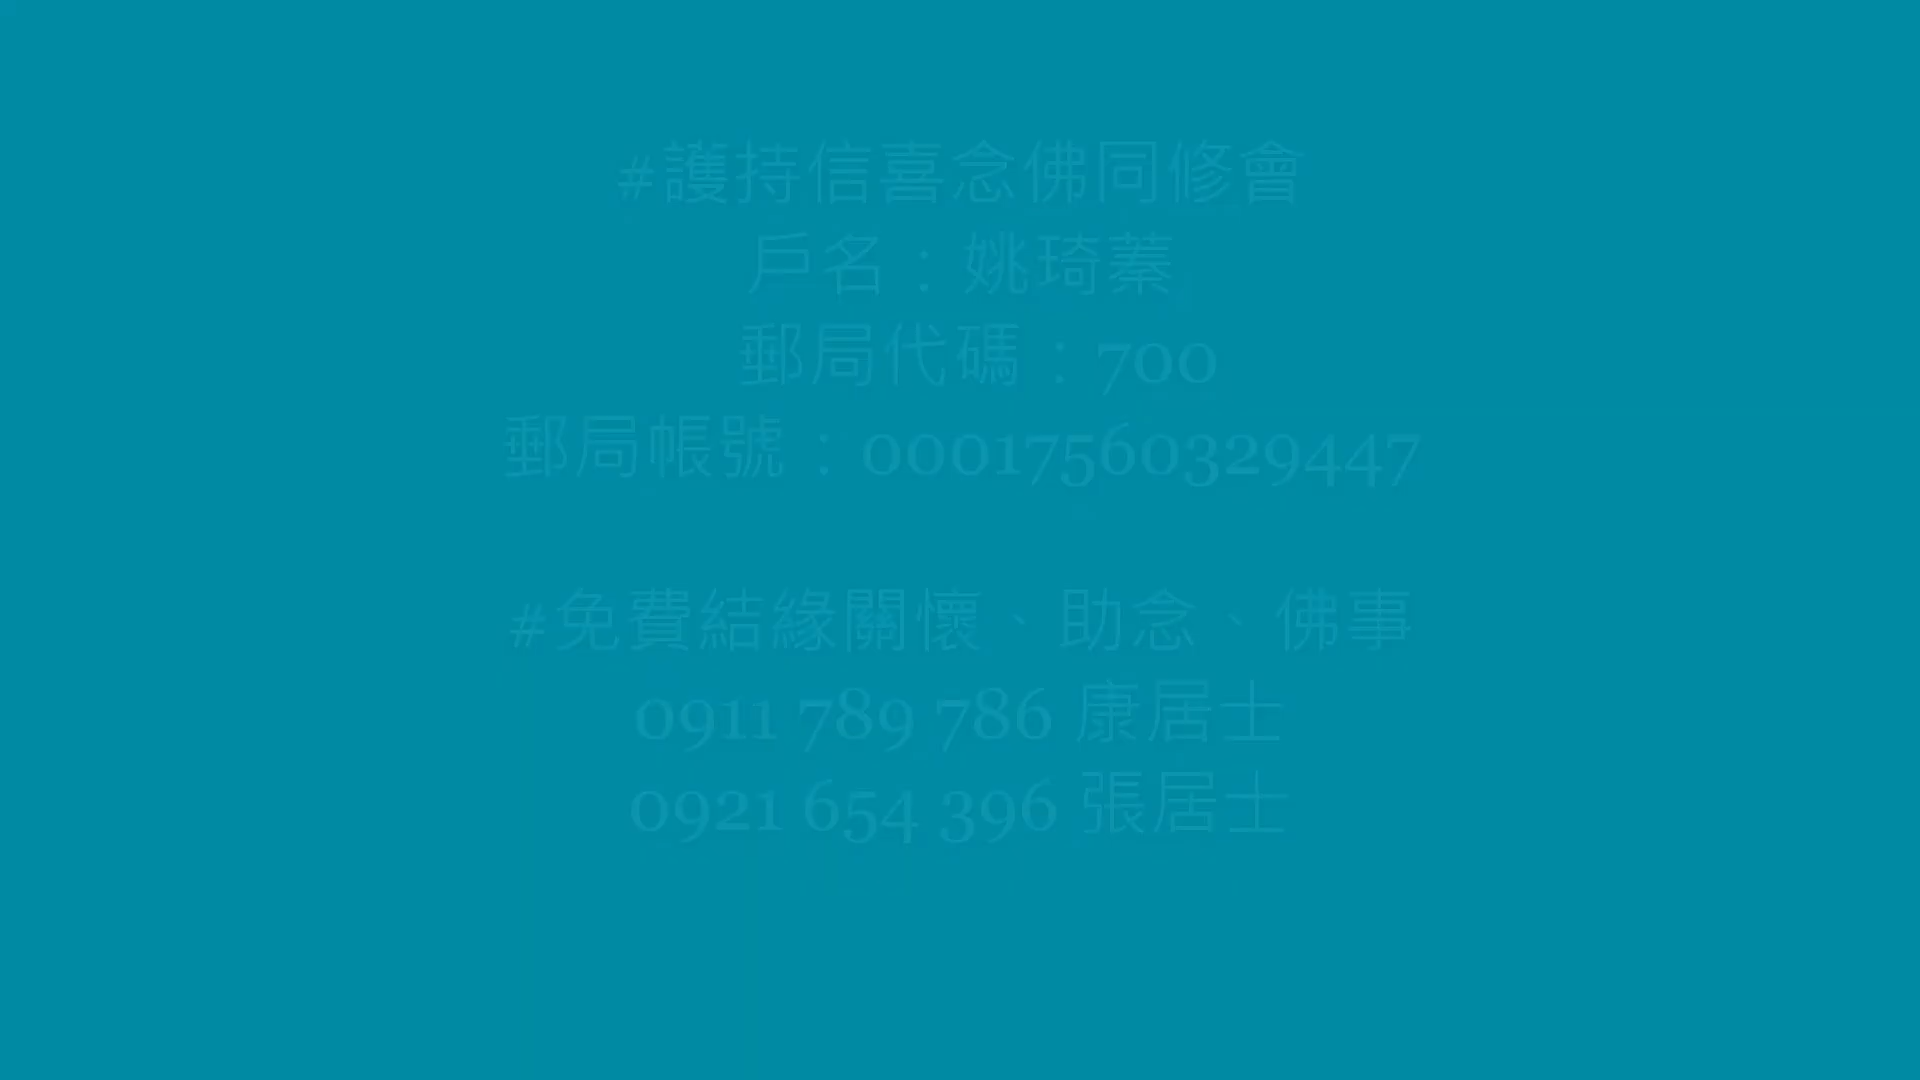 #護持信喜念佛同修會
戶名：姚琦蓁
郵局代碼：700
郵局帳號：00017560329447
#免費結緣關懷、助念、佛事
0911 789 786 康居士
0921 654 396 張居士